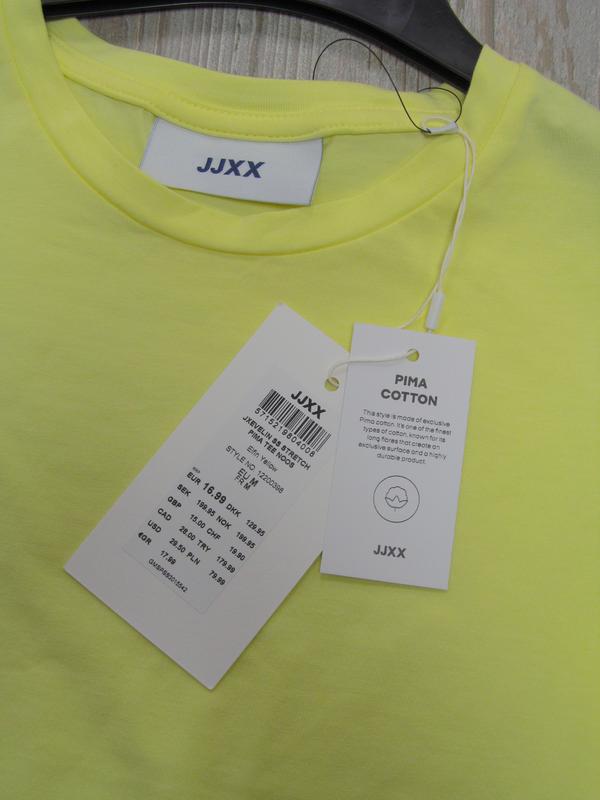 JJXX
JJXX
5715219804008
JXEVELIN SS STRETCH
PIMA TEE NOOS
Elfin Yellow
STYLE NO. 12200398
EU M
FR M
EUR 16.99 DKK 129.95
SEK 199.95 NOK 199.95
GBP 15.00 CHF 19.90
CAD 28.00 TRY 179.99
USD 29.50 PLN 79.99
€GR 17.99
PIMA
COTTON
This style is made of exclusive
Pima cotton. It's one of the finest
types of cotton, known for its
long fibres that create an
exclusive surface and a highly
durable product.
JJXX